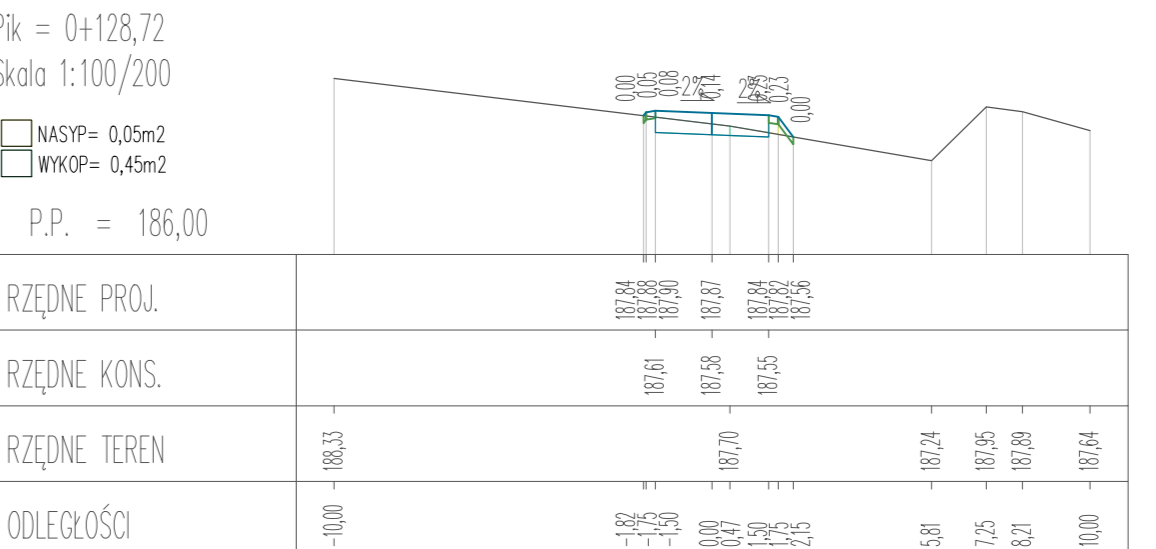 Pik = 0+128,72
Skala 1:100/200
NASYP= 0,05m2
WYKOP= 0,45m2
P.P. = 186,00
0,00 0,05 0,08 2% 0,14 2% 0,23 0,00
RZĘDNE PROJ. 187,84 187,88 187,90 187,87 187,84 187,82 187,56
RZĘDNE KONS. 187,61 187,58 187,55
RZĘDNE TEREN 188,33 187,70 187,24 187,95 187,89 187,64
ODLEGŁOŚCI -10,00 -1,82 -1,75 -1,50 0,00 0,47 1,50 1,75 2,15 5,81 7,25 8,21 10,00